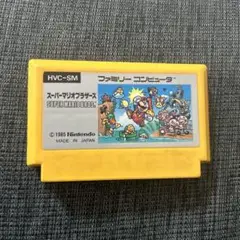 HVC-SM
ファミリー コンピュータ
スーパーマリオブラザーズ
SUPER MARIO BROS.
© 1985 Nintendo
MADE IN JAPAN